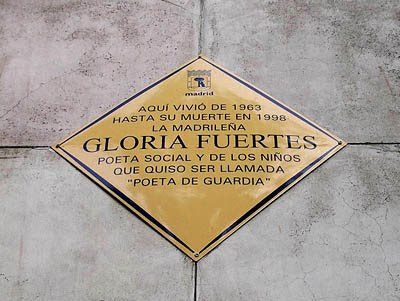 madrid
AQUÍ VIVIÓ DE 1963
HASTA SU MUERTE EN 1998
LA MADRILEÑA
GLORIA FUERTES
POETA SOCIAL Y DE LOS NIÑOS
QUE QUISO SER LLAMADA
"POETA DE GUARDIA"